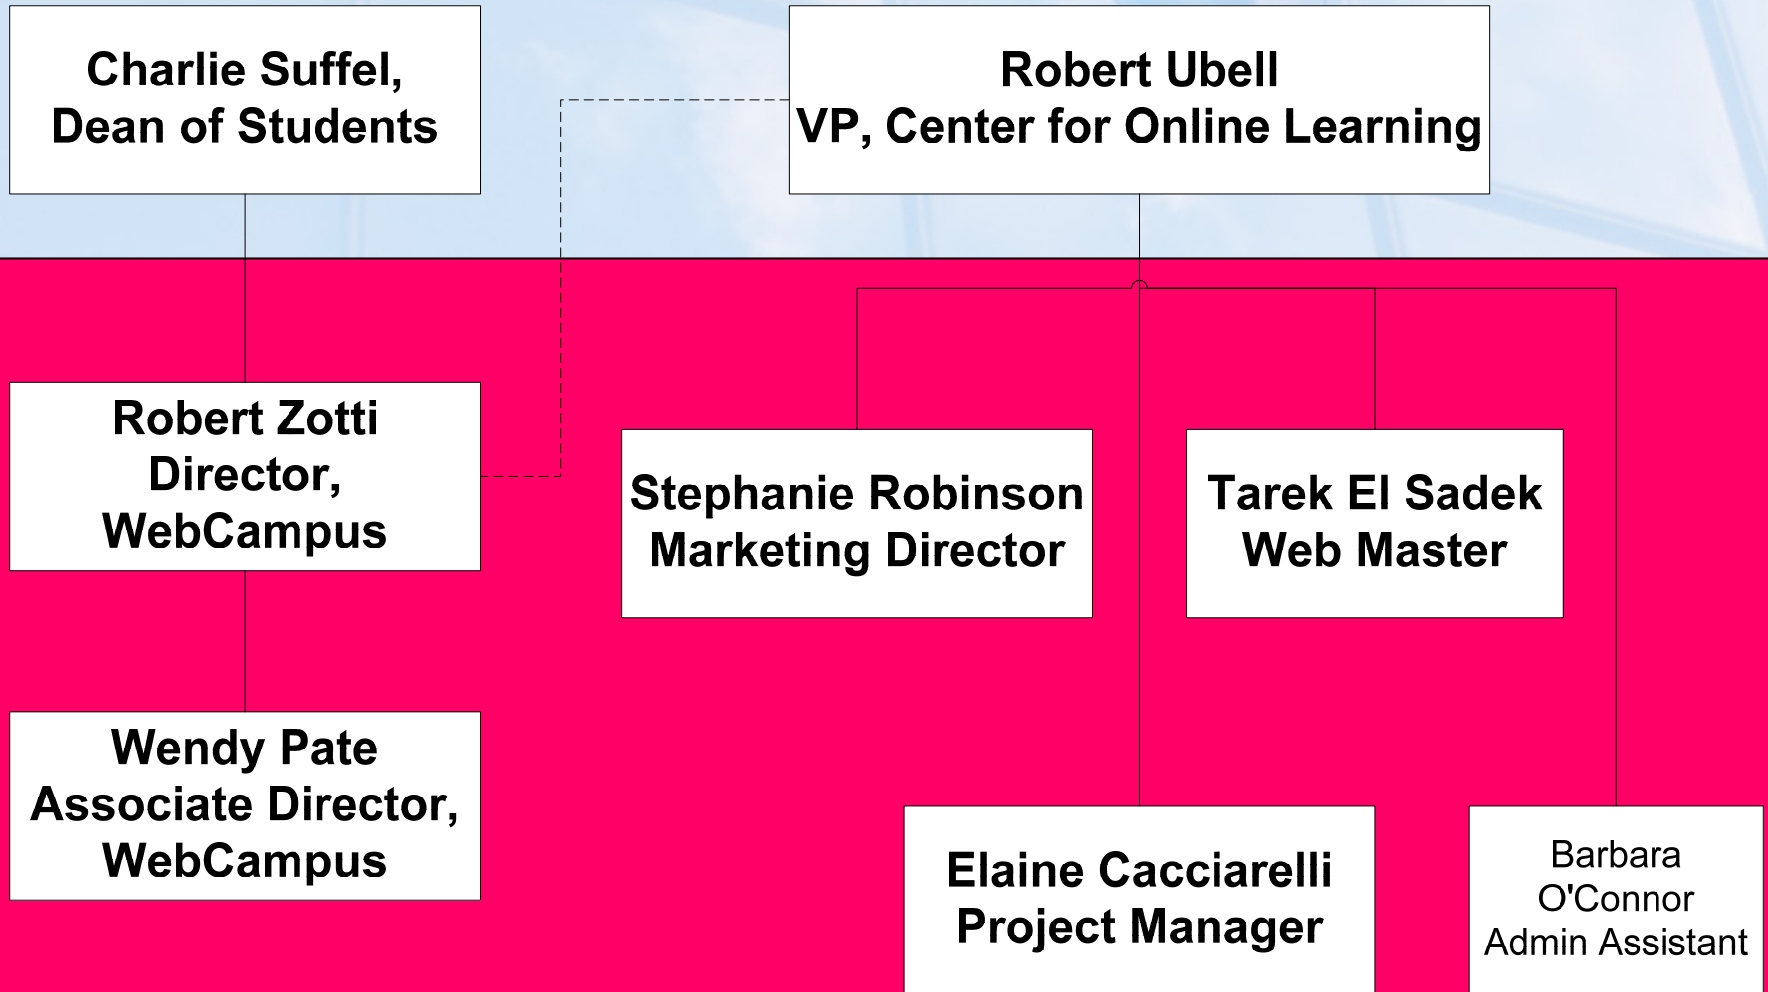 Charlie Suffel,
Dean of Students
Robert Ubell
VP, Center for Online Learning
Robert Zotti
Director,
WebCampus
Stephanie Robinson
Marketing Director
Tarek El Sadek
Web Master
Wendy Pate
Associate Director,
WebCampus
Elaine Cacciarelli
Project Manager
Barbara
O'Connor
Admin Assistant